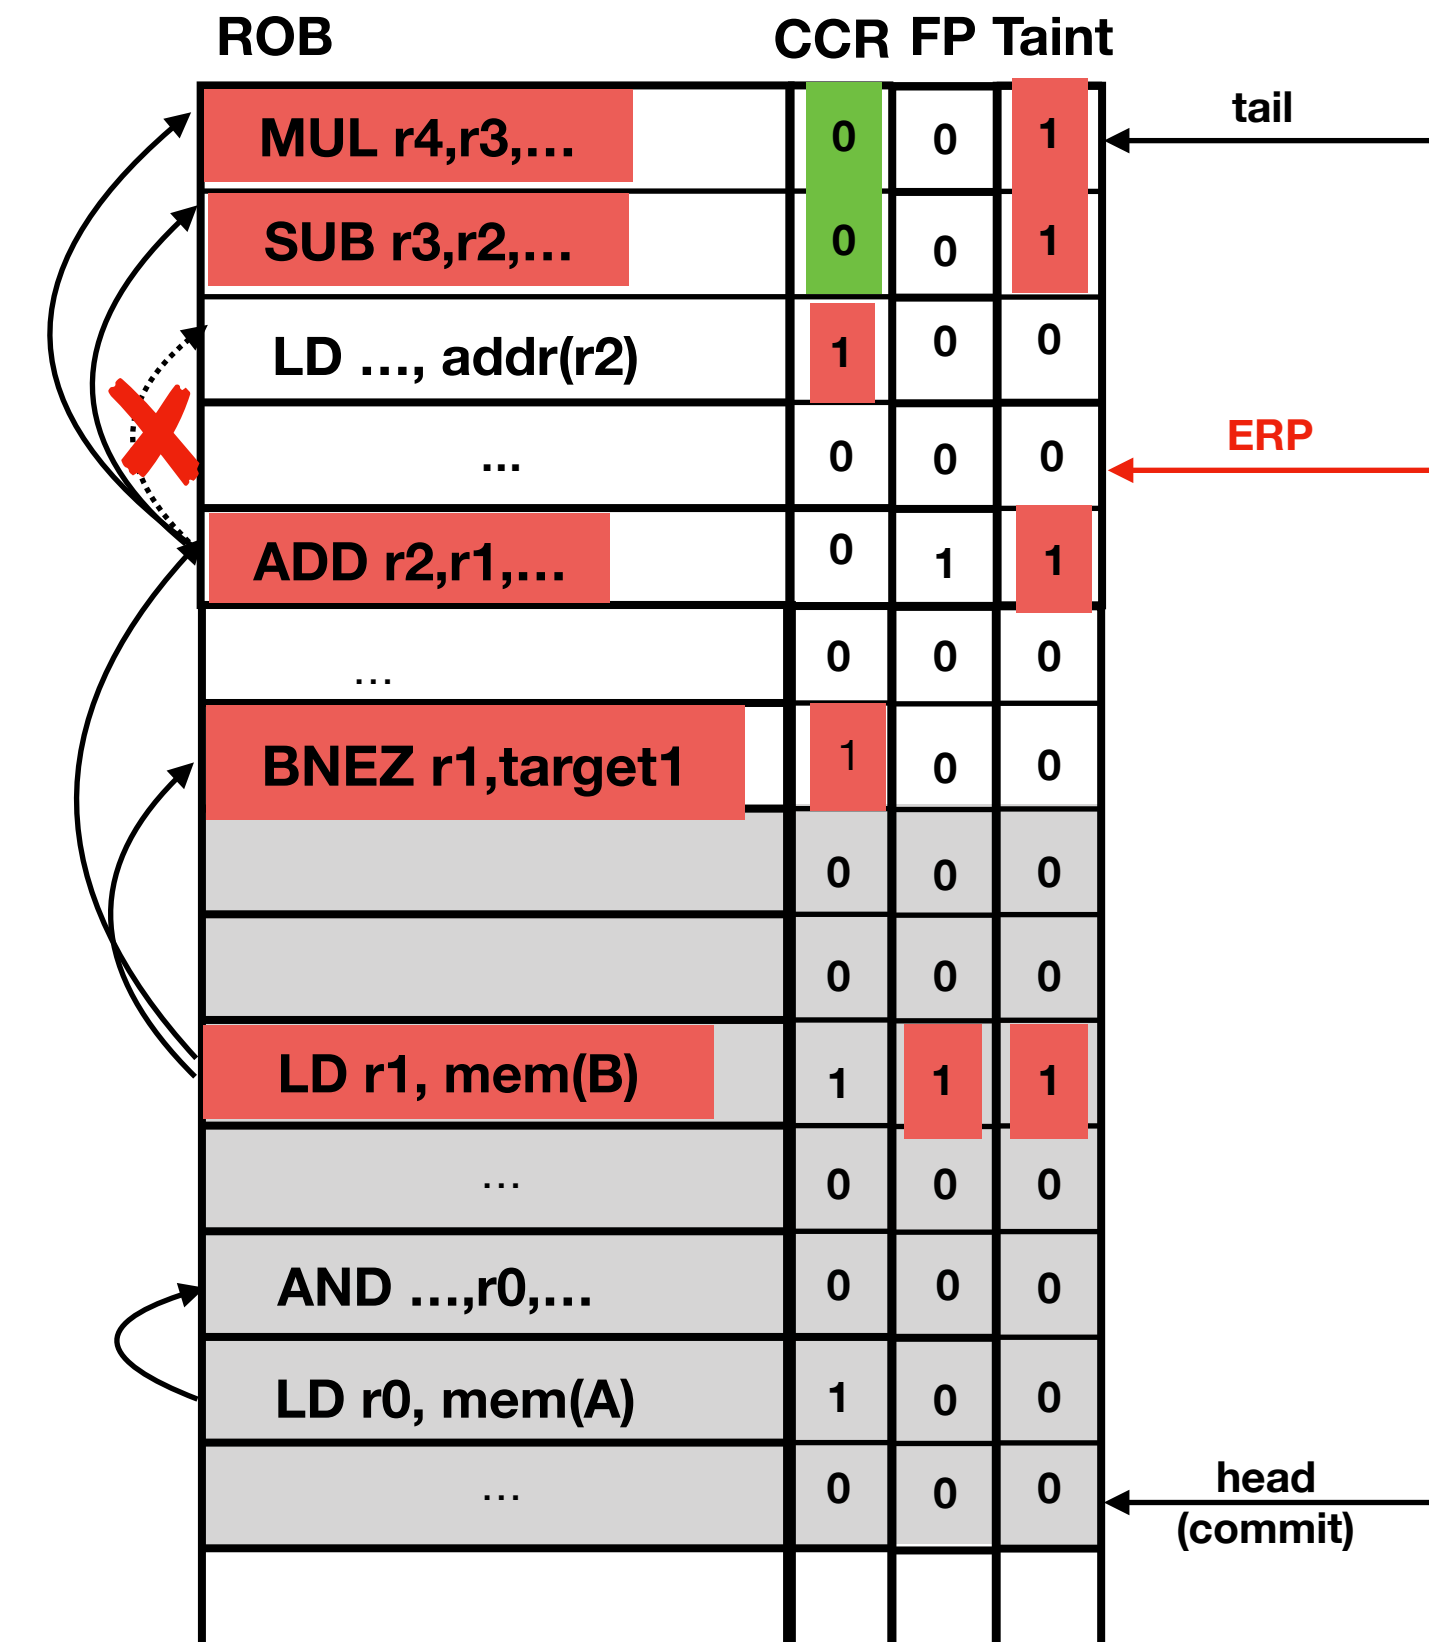 ROB CCR FP Taint
MUL r4,r3,... 0 0 1 tail
SUB r3,r2,... 0 0 1
LD ..., addr(r2) 1 0 0
... 0 0 0 ERP
ADD r2,r1,... 0 1 1
... 0 0 0
BNEZ r1,target1 1 0 0
0 0 0
0 0 0
LD r1, mem(B) 1 1 1
... 0 0 0
AND ...,r0,... 0 0 0
LD r0, mem(A) 1 0 0
... 0 0 0 head
(commit)